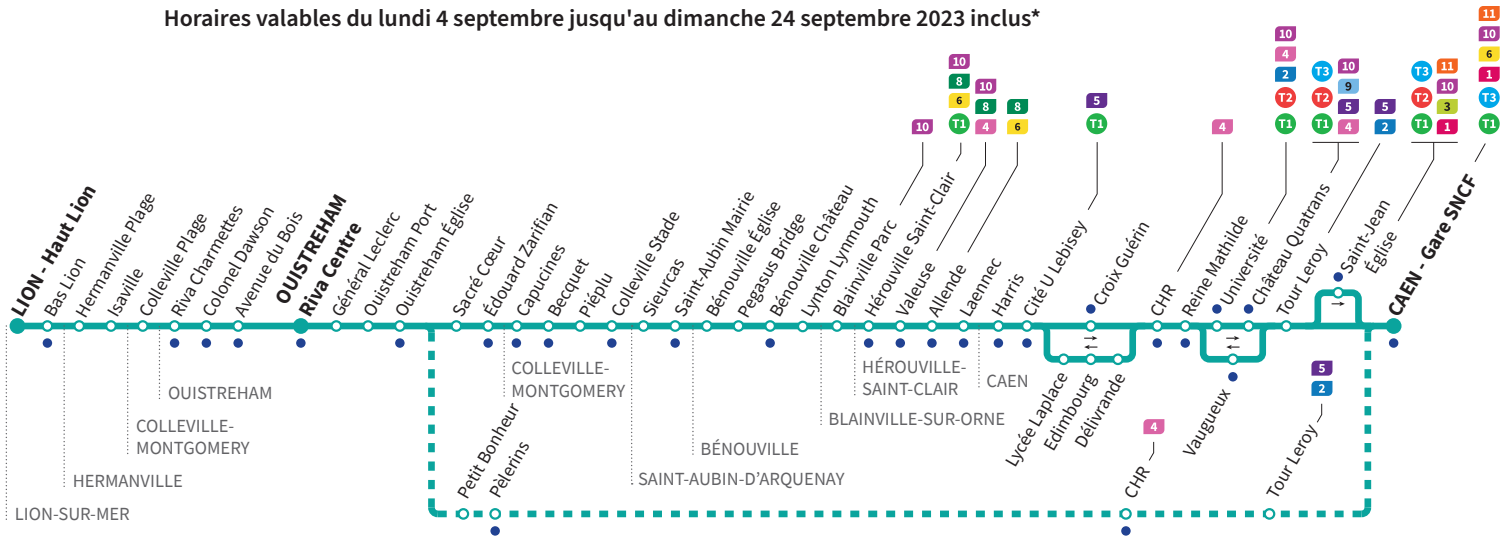 Horaires valables du lundi 4 septembre jusqu'au dimanche 24 septembre 2023 inclus*
LION - Haut Lion
Bas Lion
Hermanville Plage
Isaville
Colleville Plage
Riva Charmettes
Colonel Dawson
Avenue du Bois
OUISTREHAM
Riva Centre
Général Leclerc
Ouistreham Port
Ouistreham Église
Sacré Cœur
Édouard Zarifian
Capucines
Becquet
Piéplu
Colleville Stade
Sieurcas
Saint-Aubin Mairie
Bénouville Église
Pegasus Bridge
Bénouville Château
Lynton Lynmouth
Blainville Parc
10
Hérouville Saint-Clair
10
8
6
T1
Valeuse
10
8
4
Allende
8
6
Laennec
Harris
Cité U Lebisey
5
T1
Croix Guérin
CHR
4
Reine Mathilde
Université
10
4
2
T2
T1
Château Quatrans
T3
T2
T1
10
9
5
4
Tour Leroy
5
2
Saint-Jean
Église
T3
T2
T1
11
10
3
1
CAEN - Gare SNCF
11
10
6
1
T3
T1
Lycée Laplace
Edimbourg
Délivrande
Vaugueux
LION-SUR-MER
HERMANVILLE
COLLEVILLE-
MONTGOMERY
OUISTREHAM
COLLEVILLE-
MONTGOMERY
SAINT-AUBIN-D'ARQUENAY
BÉNOUVILLE
BLAINVILLE-SUR-ORNE
HÉROUVILLE-
SAINT-CLAIR
CAEN
Petit Bonheur
Pèlerins
CHR
4
Tour Leroy
5
2